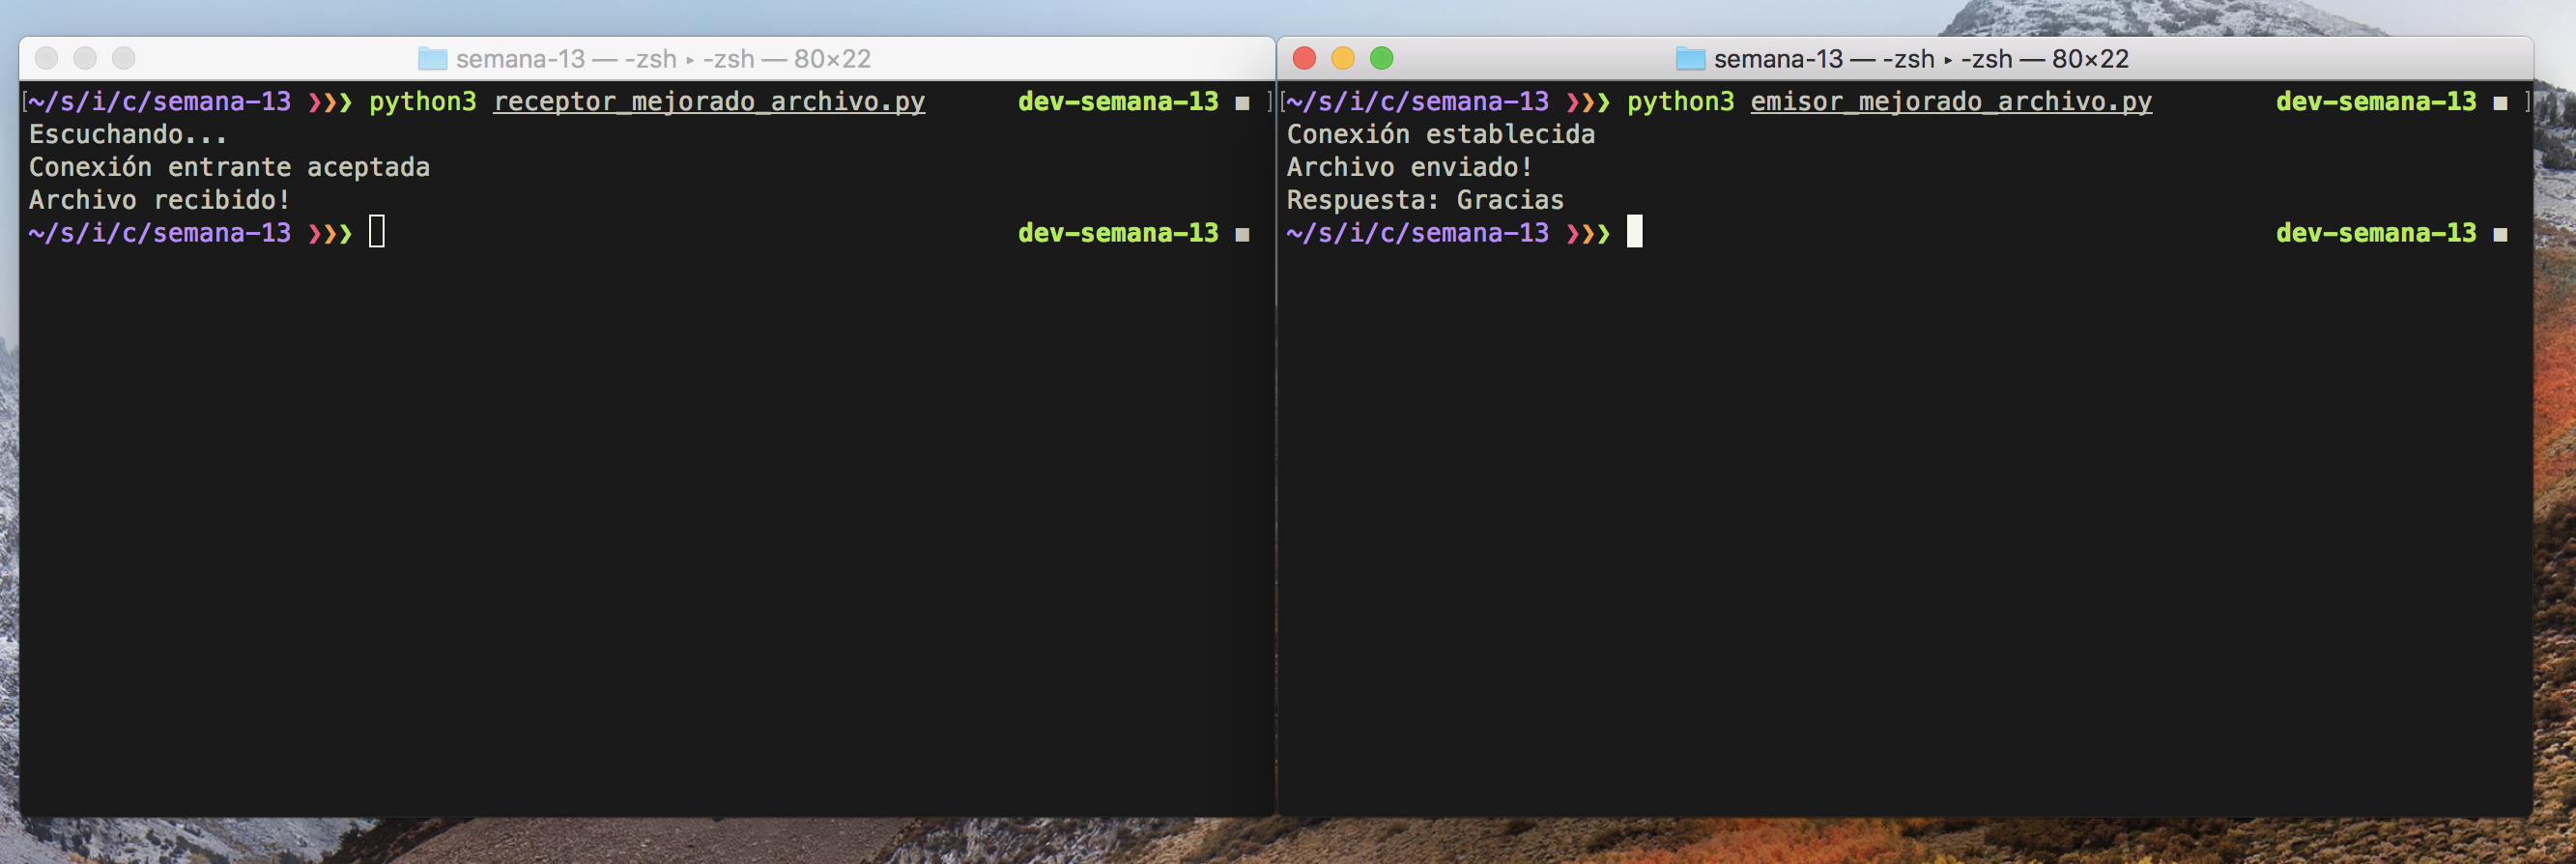 semana-13 — -zsh ▸ -zsh — 80×22
[~/s/i/c/semana-13 ❯❯❯ python3 receptor_mejorado_archivo.py dev-semana-13 ■ ]
Escuchando...
Conexión entrante aceptada
Archivo recibido!
~/s/i/c/semana-13 ❯❯❯ dev-semana-13 ■
semana-13 — -zsh ▸ -zsh — 80×22
[~/s/i/c/semana-13 ❯❯❯ python3 emisor_mejorado_archivo.py dev-semana-13 ■ ]
Conexión establecida
Archivo enviado!
Respuesta: Gracias
~/s/i/c/semana-13 ❯❯❯ dev-semana-13 ■